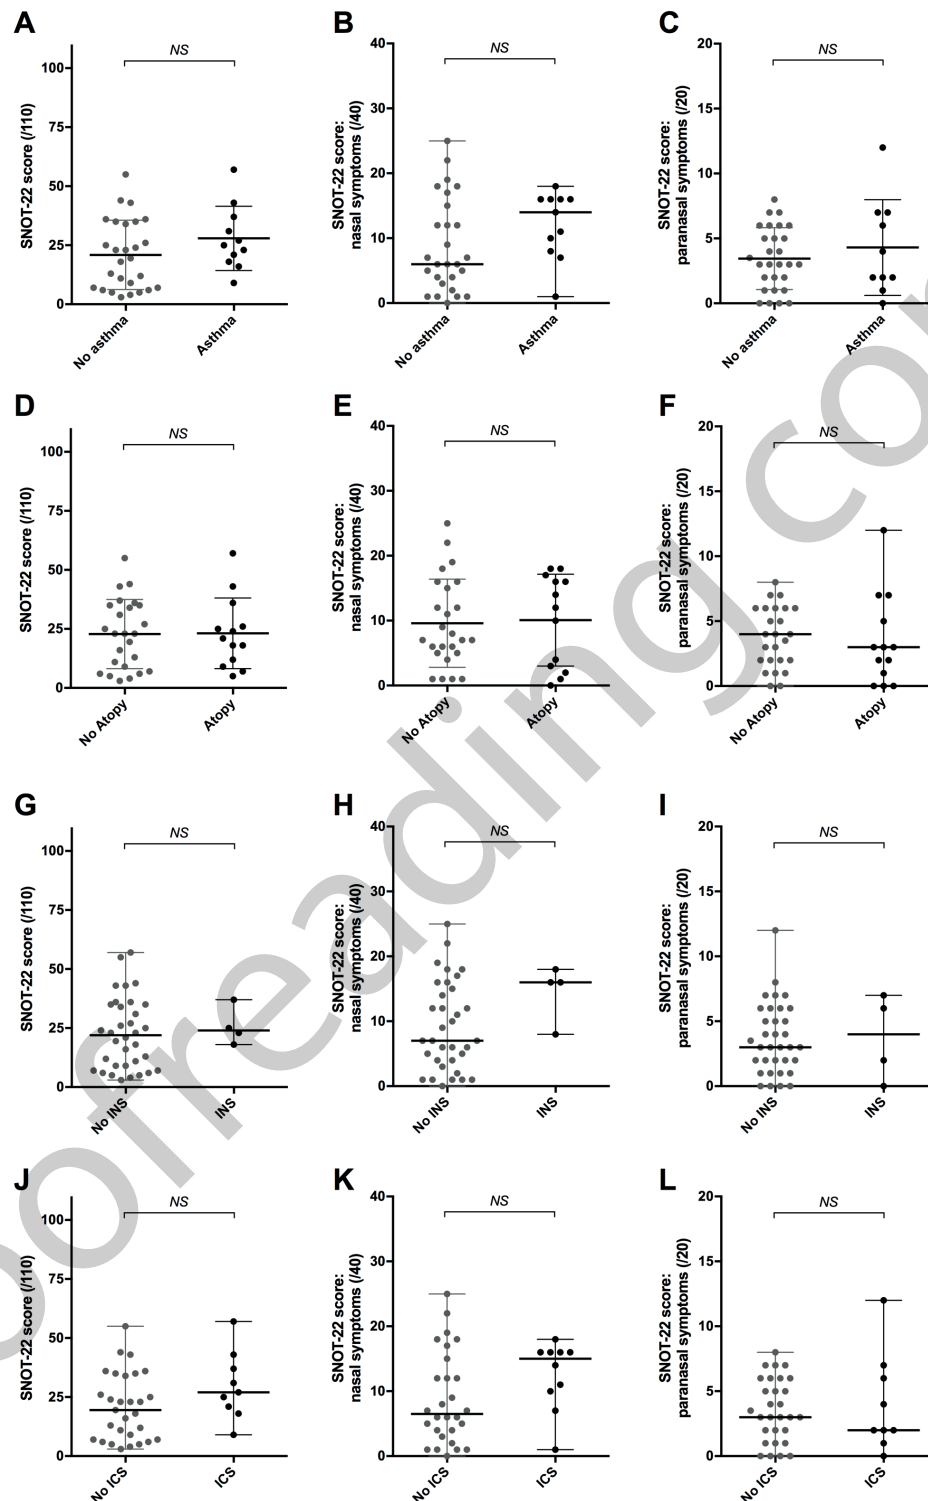 A
B
C
NS
NS
NS
SNOT-22 score (/110)
100
75
50
25
0
No asthma
Asthma
SNOT-22 score:
nasal symptoms (/40)
40
30
20
10
0
No asthma
Asthma
SNOT-22 score:
paranasal symptoms (/20)
20
15
10
5
0
No asthma
Asthma
D
E
F
NS
NS
NS
SNOT-22 score (/110)
100
75
50
25
0
No Atopy
Atopy
SNOT-22 score:
nasal symptoms (/40)
40
30
20
10
0
No Atopy
Atopy
SNOT-22 score:
paranasal symptoms (/20)
20
15
10
5
0
No Atopy
Atopy
G
H
I
NS
NS
NS
SNOT-22 score (/110)
100
75
50
25
0
No INS
INS
SNOT-22 score:
nasal symptoms (/40)
40
30
20
10
0
No INS
INS
SNOT-22 score:
paranasal symptoms (/20)
20
15
10
5
0
No INS
INS
J
K
L
NS
NS
NS
SNOT-22 score (/110)
100
75
50
25
0
No ICS
ICS
SNOT-22 score:
nasal symptoms (/40)
40
30
20
10
0
No ICS
ICS
SNOT-22 score:
paranasal symptoms (/20)
20
15
10
5
0
No ICS
ICS
ofreading co